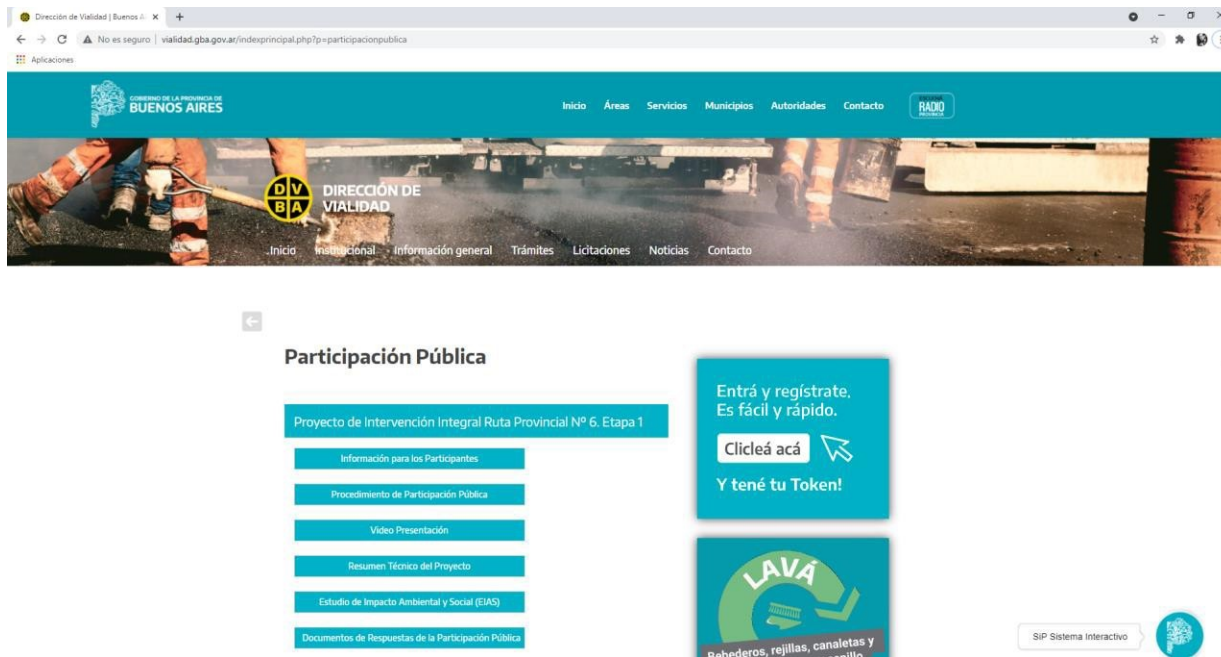 Dirección de Vialidad | Buenos A
No es seguro | vialidad.gba.gov.ar/indexprincipal.php?p=participacionpublica
Aplicaciones
GOBIERNO DE LA PROVINCIA DE
BUENOS AIRES
Inicio Áreas Servicios Municipios Autoridades Contacto
RADIO
PROVINCIA
DV
BA
DIRECCIÓN DE
VIALIDAD
Inicio Institucional Información general Trámites Licitaciones Noticias Contacto
Participación Pública
Proyecto de Intervención Integral Ruta Provincial Nº 6. Etapa 1
Información para los Participantes
Procedimiento de Participación Pública
Video Presentación
Resumen Técnico del Proyecto
Estudio de Impacto Ambiental y Social (EIAS)
Documentos de Respuestas de la Participación Pública
Entrá y regístrate,
Es fácil y rápido.
Clicleá acá
Y tené tu Token!
LAVÁ
Bebederos, rejillas, canaletas y
SiP Sistema Interactivo